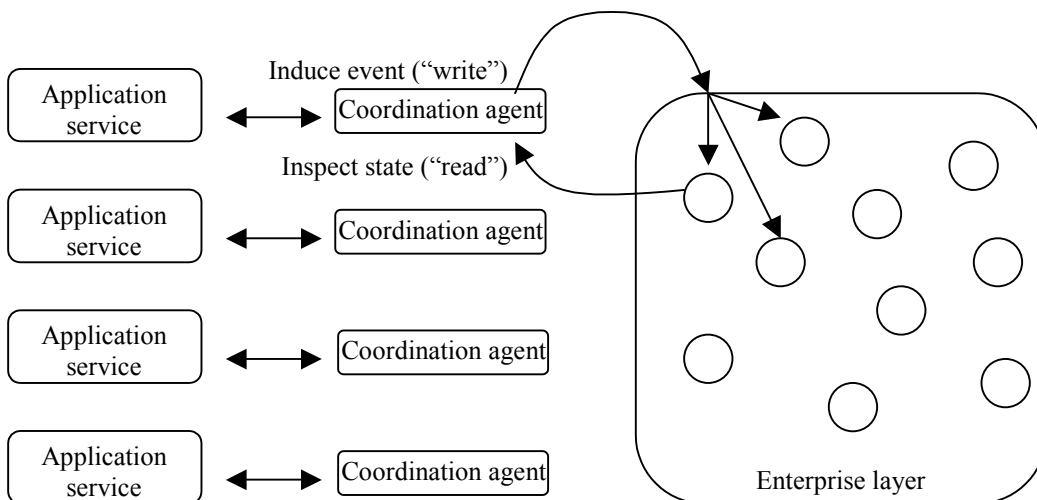 Induce event (“write”)
Application
service
Coordination agent
Inspect state (“read”)
Application
service
Coordination agent
Application
service
Coordination agent
Application
service
Coordination agent
Enterprise layer